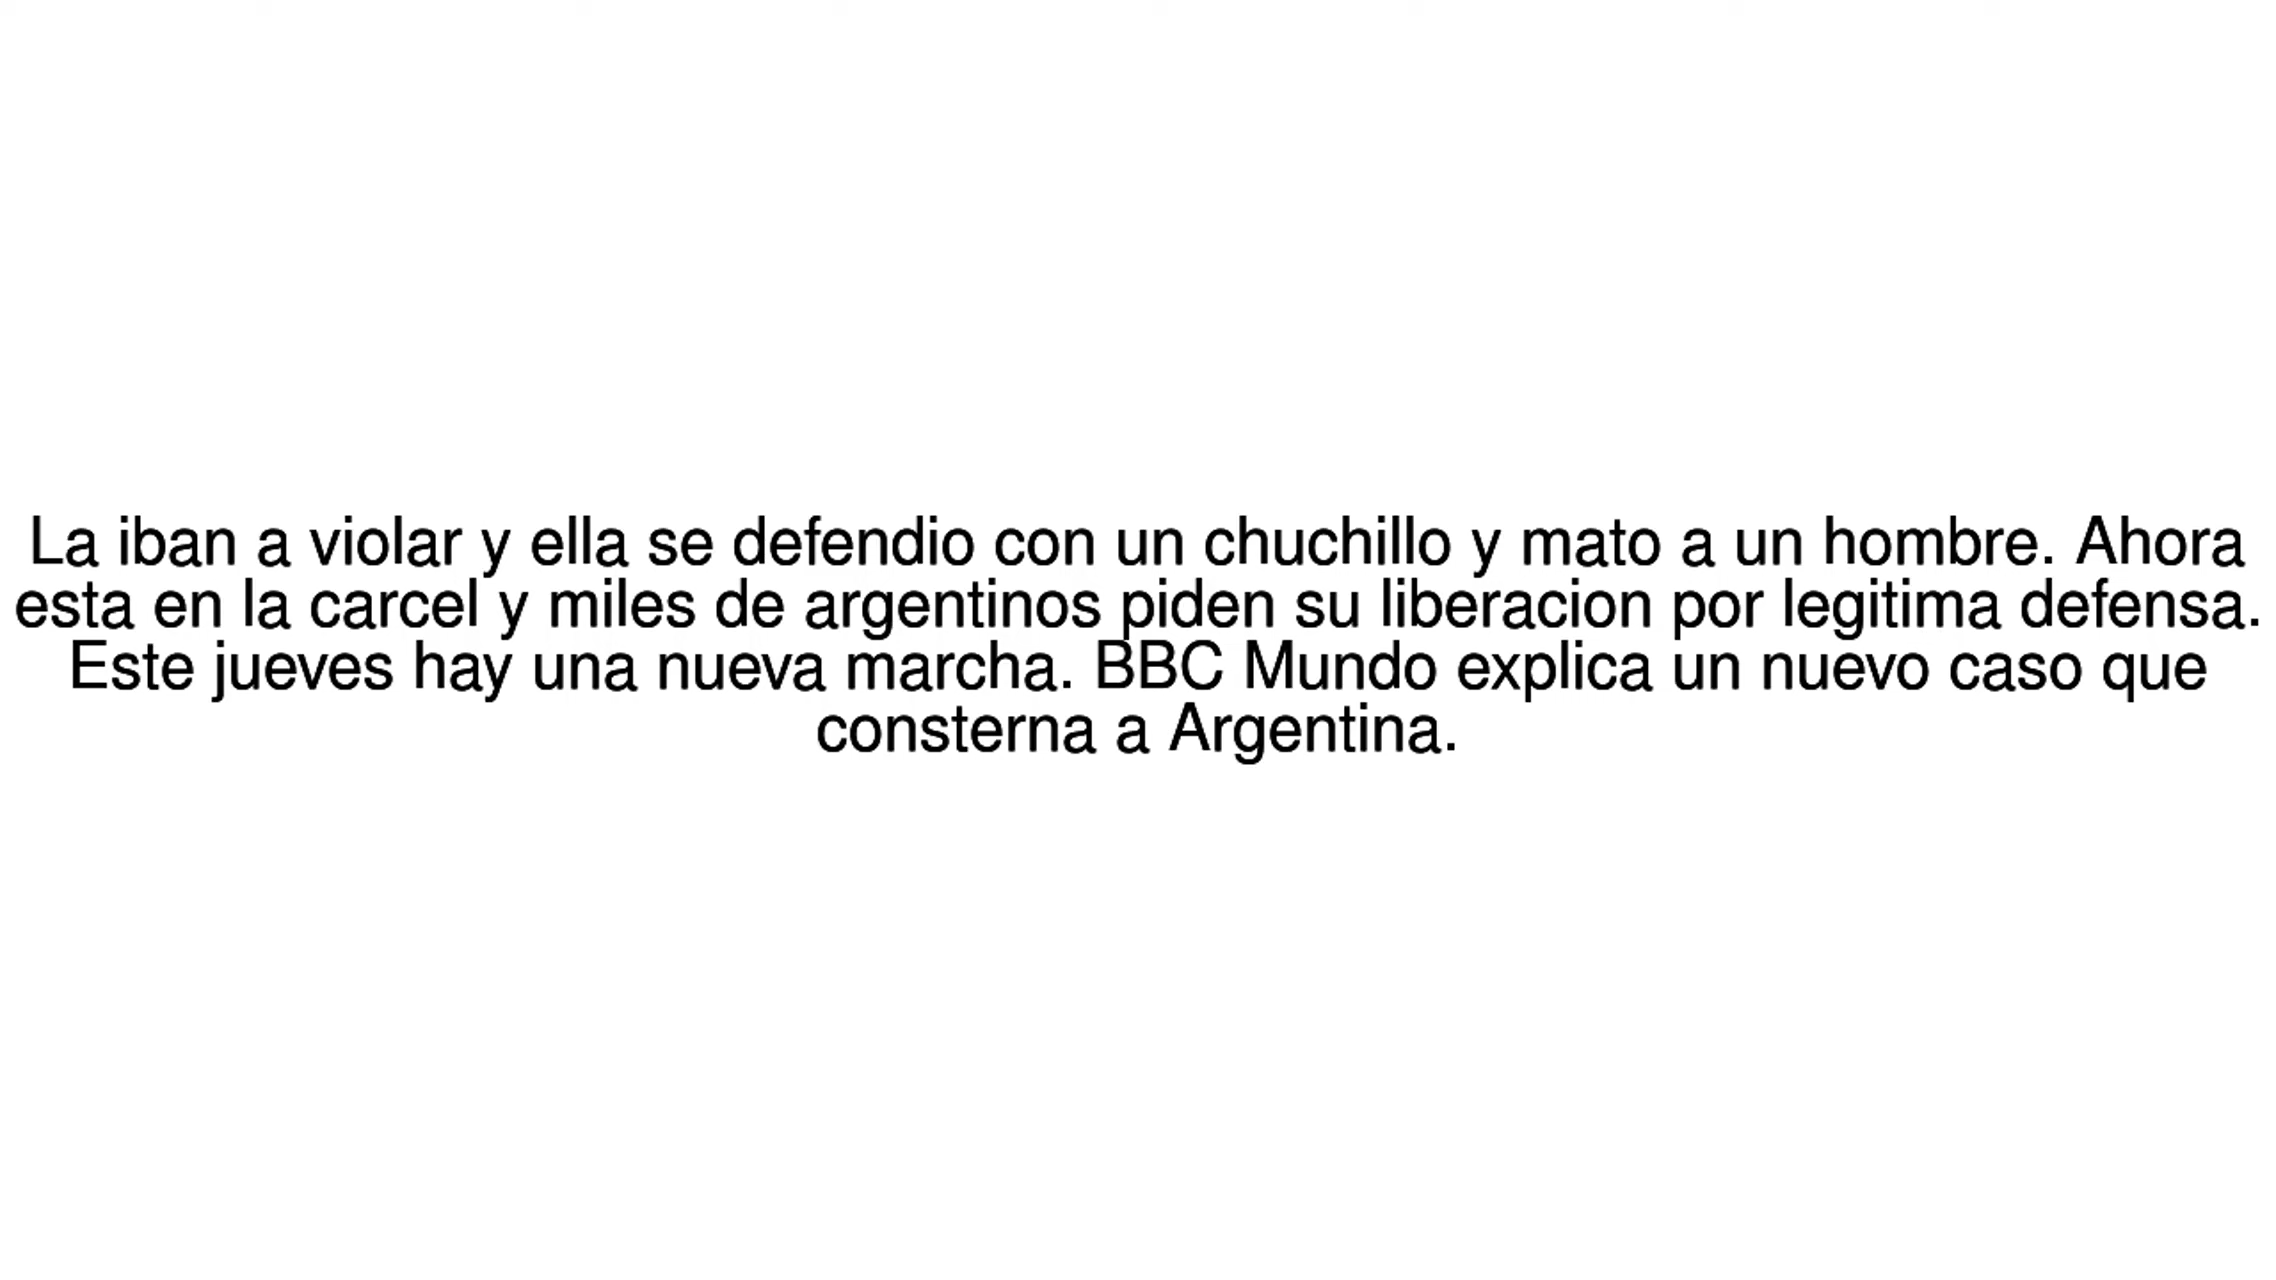 La iban a violar y ella se defendio con un chuchillo y mato a un hombre. Ahora
esta en la carcel y miles de argentinos piden su liberacion por legitima defensa.
Este jueves hay una nueva marcha. BBC Mundo explica un nuevo caso que
consterna a Argentina.